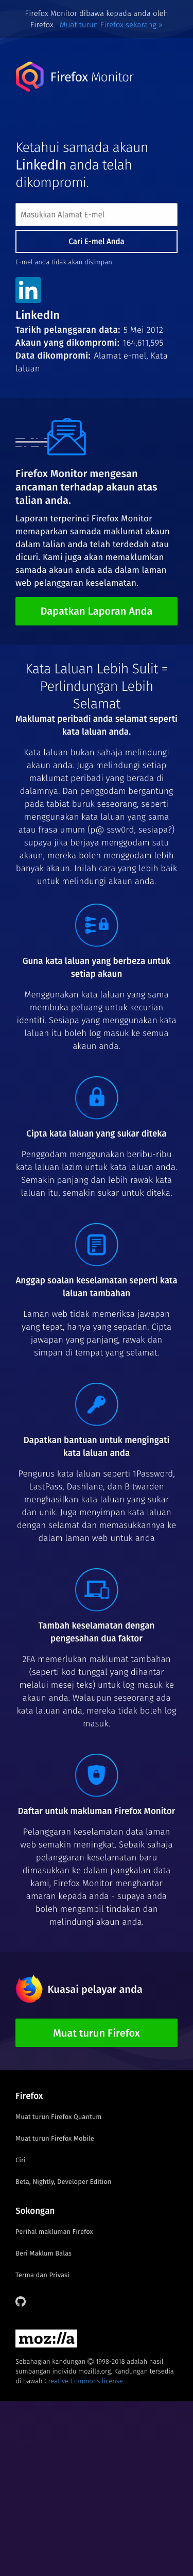 Firefox Monitor dibawa kepada anda oleh
Firefox. Muat turun Firefox sekarang »
Firefox Monitor
Ketahui samada akaun
LinkedIn anda telah
dikompromi.
Masukkan Alamat E-mel
Cari E-mel Anda
E-mel anda tidak akan disimpan.
in
LinkedIn
Tarikh pelanggaran data: 5 Mei 2012
Akaun yang dikompromi: 164,611,595
Data dikompromi: Alamat e-mel, Kata
laluan
Firefox Monitor mengesan
ancaman terhadap akaun atas
talian anda.
Laporan terperinci Firefox Monitor
memaparkan samada maklumat akaun
dalam talian anda telah terdedah atau
dicuri. Kami juga akan memaklumkan
samada akaun anda ada dalam laman
web pelanggaran keselamatan.
Dapatkan Laporan Anda
Kata Laluan Lebih Sulit =
Perlindungan Lebih
Selamat
Maklumat peribadi anda selamat seperti
kata laluan anda.
Kata laluan bukan sahaja melindungi
akaun anda. Juga melindungi setiap
maklumat peribadi yang berada di
dalamnya. Dan penggodam bergantung
pada tabiat buruk seseorang, seperti
menggunakan kata laluan yang sama
atau frasa umum (p@ ssw0rd, sesiapa?)
supaya jika berjaya menggodam satu
akaun, mereka boleh menggodam lebih
banyak akaun. Inilah cara yang lebih baik
untuk melindungi akaun anda.
Guna kata laluan yang berbeza untuk
setiap akaun
Menggunakan kata laluan yang sama
membuka peluang untuk kecurian
identiti. Sesiapa yang menggunakan kata
laluan itu boleh log masuk ke semua
akaun anda.
Cipta kata laluan yang sukar diteka
Penggodam menggunakan beribu-ribu
kata laluan lazim untuk kata laluan anda.
Semakin panjang dan lebih rawak kata
laluan itu, semakin sukar untuk diteka.
Anggap soalan keselamatan seperti kata
laluan tambahan
Laman web tidak memeriksa jawapan
yang tepat, hanya yang sepadan. Cipta
jawapan yang panjang, rawak dan
simpan di tempat yang selamat.
Dapatkan bantuan untuk mengingati
kata laluan anda
Pengurus kata laluan seperti 1Password,
LastPass, Dashlane, dan Bitwarden
menghasilkan kata laluan yang sukar
dan unik. Juga menyimpan kata laluan
dengan selamat dan memasukkannya ke
dalam laman web untuk anda
Tambah keselamatan dengan
pengesahan dua faktor
2FA memerlukan maklumat tambahan
(seperti kod tunggal yang dihantar
melalui mesej teks) untuk log masuk ke
akaun anda. Walaupun seseorang ada
kata laluan anda, mereka tidak boleh log
masuk.
Daftar untuk makluman Firefox Monitor
Pelanggaran keselamatan data laman
web semakin meningkat. Sebaik sahaja
pelanggaran keselamatan baru
dimasukkan ke dalam pangkalan data
kami, Firefox Monitor menghantar
amaran kepada anda - supaya anda
boleh mengambil tindakan dan
melindungi akaun anda.
Kuasai pelayar anda
Muat turun Firefox
Firefox
Muat turun Firefox Quantum
Muat turun Firefox Mobile
Ciri
Beta, Nightly, Developer Edition
Sokongan
Perihal makluman Firefox
Beri Maklum Balas
Terma dan Privasi
moz://a
Sebahagian kandungan © 1998-2018 adalah hasil
sumbangan individu mozilla.org. Kandungan tersedia
di bawah Creative Commons license.